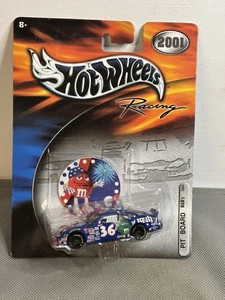 8+
2001
HOT WHEELS
Racing
m
36
m&m's
PIT BOARD